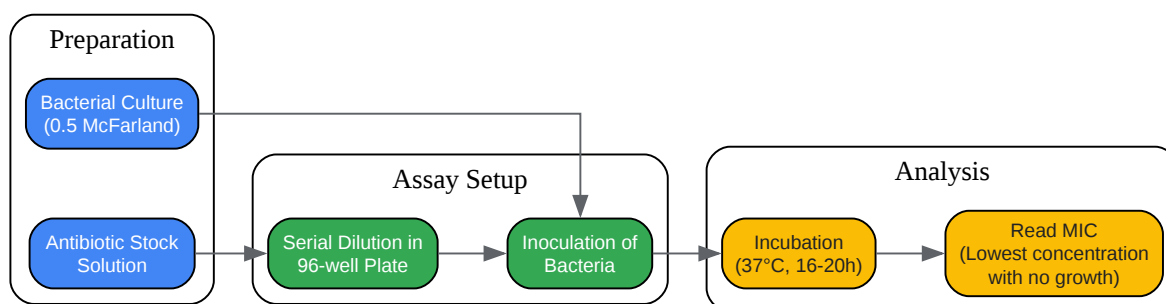 Preparation
Bacterial Culture
(0.5 McFarland)
Antibiotic Stock
Solution
Assay Setup
Serial Dilution in
96-well Plate
Inoculation of
Bacteria
Analysis
Incubation
(37°C, 16-20h)
Read MIC
(Lowest concentration
with no growth)